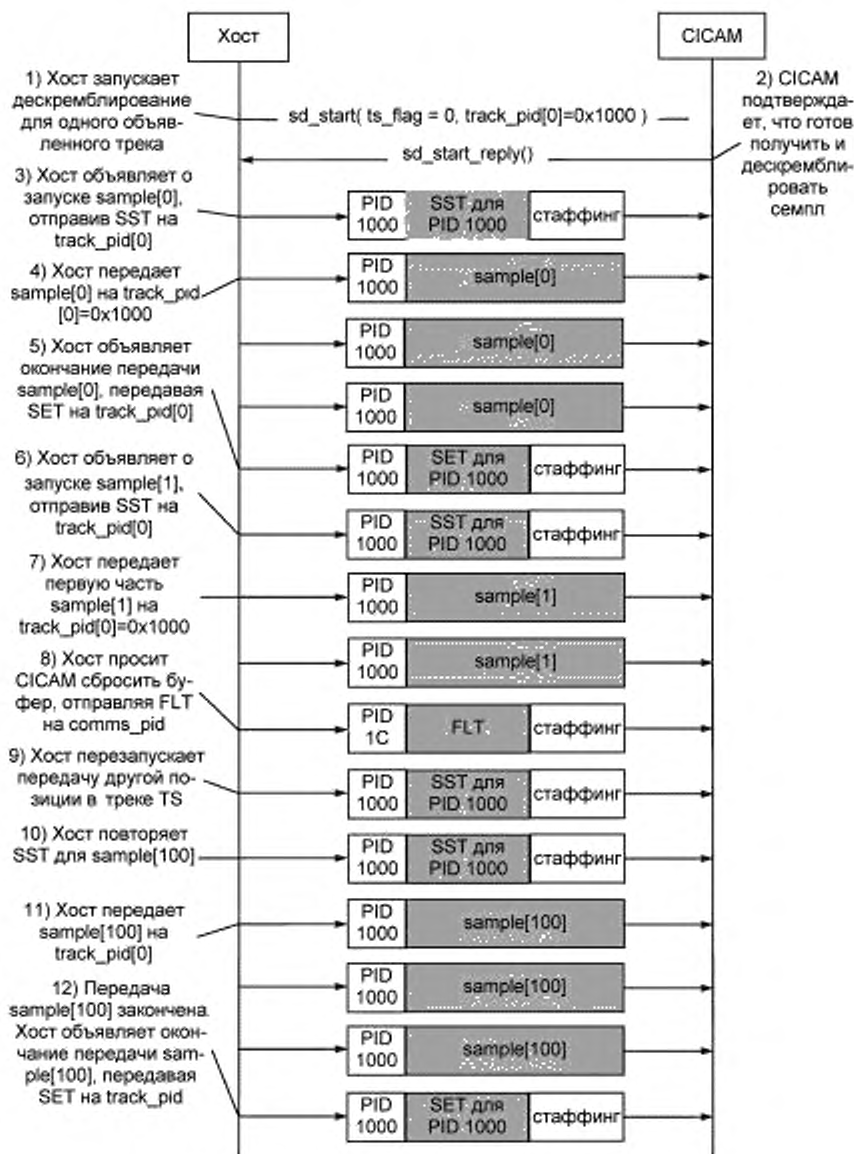 Хост
CICAM
1) Хост запускает
дескремблирование
для одного объяв-
ленного трека
sd_start( ts_flag = 0, track_pid[0]=0x1000 )
2) CICAM
подтвержда-
ет, что готов
получить и
дескрембли-
ровать
семпл
sd_start_reply()
3) Хост объявляет о
запуске sample[0],
отправив SST на
track_pid[0]
PID
1000
SST для
PID 1000
стаффинг
4) Хост передает
sample[0] на track_pid
[0]=0x1000
PID
1000
sample[0]
PID
1000
sample[0]
5) Хост объявляет
окончание передачи
sample[0], передавая
SET на track_pid[0]
PID
1000
sample[0]
PID
1000
SET для
PID 1000
стаффинг
6) Хост объявляет о
запуске sample[1],
отправив SST на
track_pid[0]
PID
1000
SST для
PID 1000
стаффинг
7) Хост передает
первую часть
sample[1] на
track_pid[0]=0x1000
PID
1000
sample[1]
PID
1000
sample[1]
8) Хост просит
CICAM сбросить бу-
фер, отправляя FLT
на comms_pid
PID
1C
FLT
стаффинг
9) Хост перезапускает
передачу другой по-
зиции в треке TS
PID
1000
SST для
PID 1000
стаффинг
10) Хост повторяет
SST для sample[100]
PID
1000
SST для
PID 1000
стаффинг
11) Хост передает
sample[100] на
track_pid[0]
PID
1000
sample[100]
PID
1000
sample[100]
12) Передача
sample[100] закончена.
Хост объявляет окон-
чание передачи sam-
ple[100], передавая
SET на track_pid
PID
1000
sample[100]
PID
1000
SET для
PID 1000
стаффинг